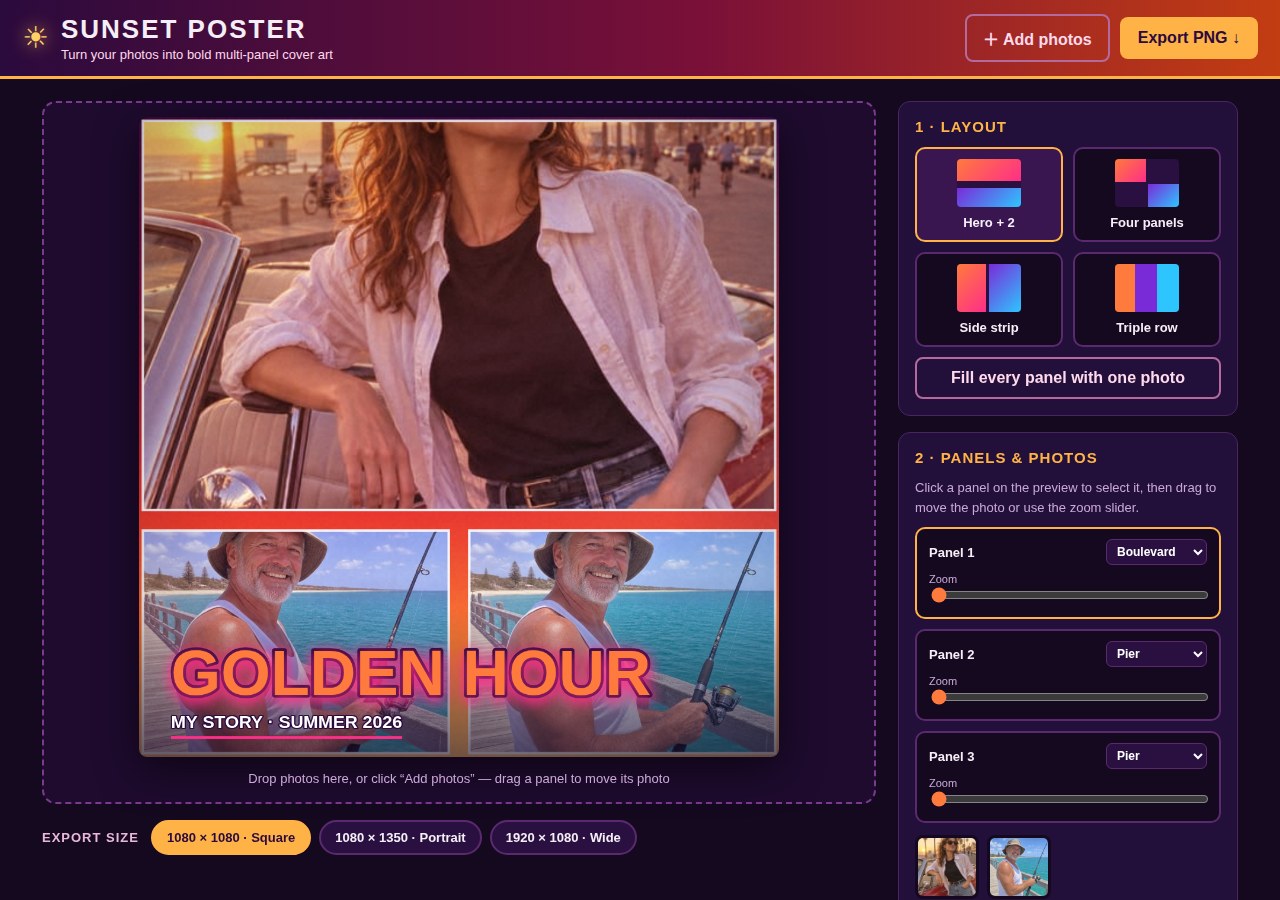 SUNSET POSTER
Turn your photos into bold multi-panel cover art
+ Add photos
Export PNG ↓
GOLDEN HOUR
MY STORY · SUMMER 2026
Drop photos here, or click “Add photos” — drag a panel to move its photo
EXPORT SIZE
1080 × 1080 · Square
1080 × 1350 · Portrait
1920 × 1080 · Wide
1 · LAYOUT
Hero + 2
Four panels
Side strip
Triple row
Fill every panel with one photo
2 · PANELS & PHOTOS
Click a panel on the preview to select it, then drag to
move the photo or use the zoom slider.
Panel 1
Boulevard
Zoom
Panel 2
Pier
Zoom
Panel 3
Pier
Zoom